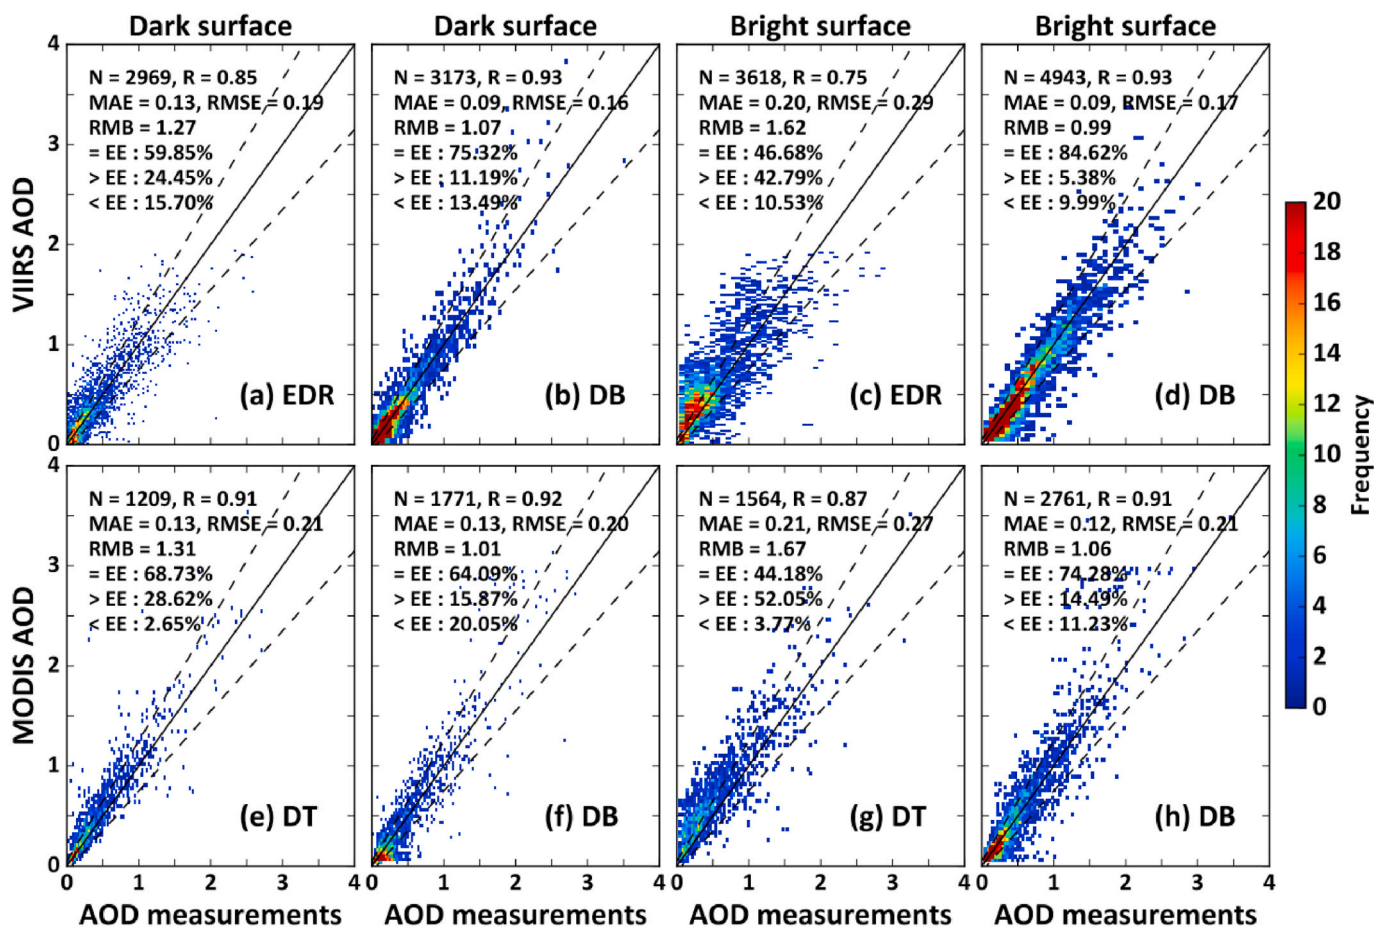 Dark surface
Dark surface
Bright surface
Bright surface
VIIRS AOD
4
3
2
1
0
N = 2969, R = 0.85
MAE = 0.13, RMSE = 0.19
RMB = 1.27
= EE : 59.85%
> EE : 24.45%
< EE : 15.70%
(a) EDR
N = 3173, R = 0.93
MAE = 0.09, RMSE = 0.16
RMB = 1.07
= EE : 75.32%
> EE : 11.19%
< EE : 13.49%
(b) DB
N = 3618, R = 0.75
MAE = 0.20, RMSE = 0.29
RMB = 1.62
= EE : 46.68%
> EE : 42.79%
< EE : 10.53%
(c) EDR
N = 4943, R = 0.93
MAE = 0.09, RMSE = 0.17
RMB = 0.99
= EE : 84.62%
> EE : 5.38%
< EE : 9.99%
(d) DB
MODIS AOD
4
3
2
1
0
N = 1209, R = 0.91
MAE = 0.13, RMSE = 0.21
RMB = 1.31
= EE : 68.73%
> EE : 28.62%
< EE : 2.65%
(e) DT
N = 1771, R = 0.92
MAE = 0.13, RMSE = 0.20
RMB = 1.01
= EE : 64.09%
> EE : 15.87%
< EE : 20.05%
(f) DB
N = 1564, R = 0.87
MAE = 0.21, RMSE = 0.27
RMB = 1.67
= EE : 44.18%
> EE : 52.05%
< EE : 3.77%
(g) DT
N = 2761, R = 0.91
MAE = 0.12, RMSE = 0.21
RMB = 1.06
= EE : 74.28%
> EE : 14.49%
< EE : 11.23%
(h) DB
0 1 2 3 4
0 1 2 3 4
0 1 2 3 4
0 1 2 3 4
AOD measurements
AOD measurements
AOD measurements
AOD measurements
20
18
16
14
12
10
8
6
4
2
0
Frequency